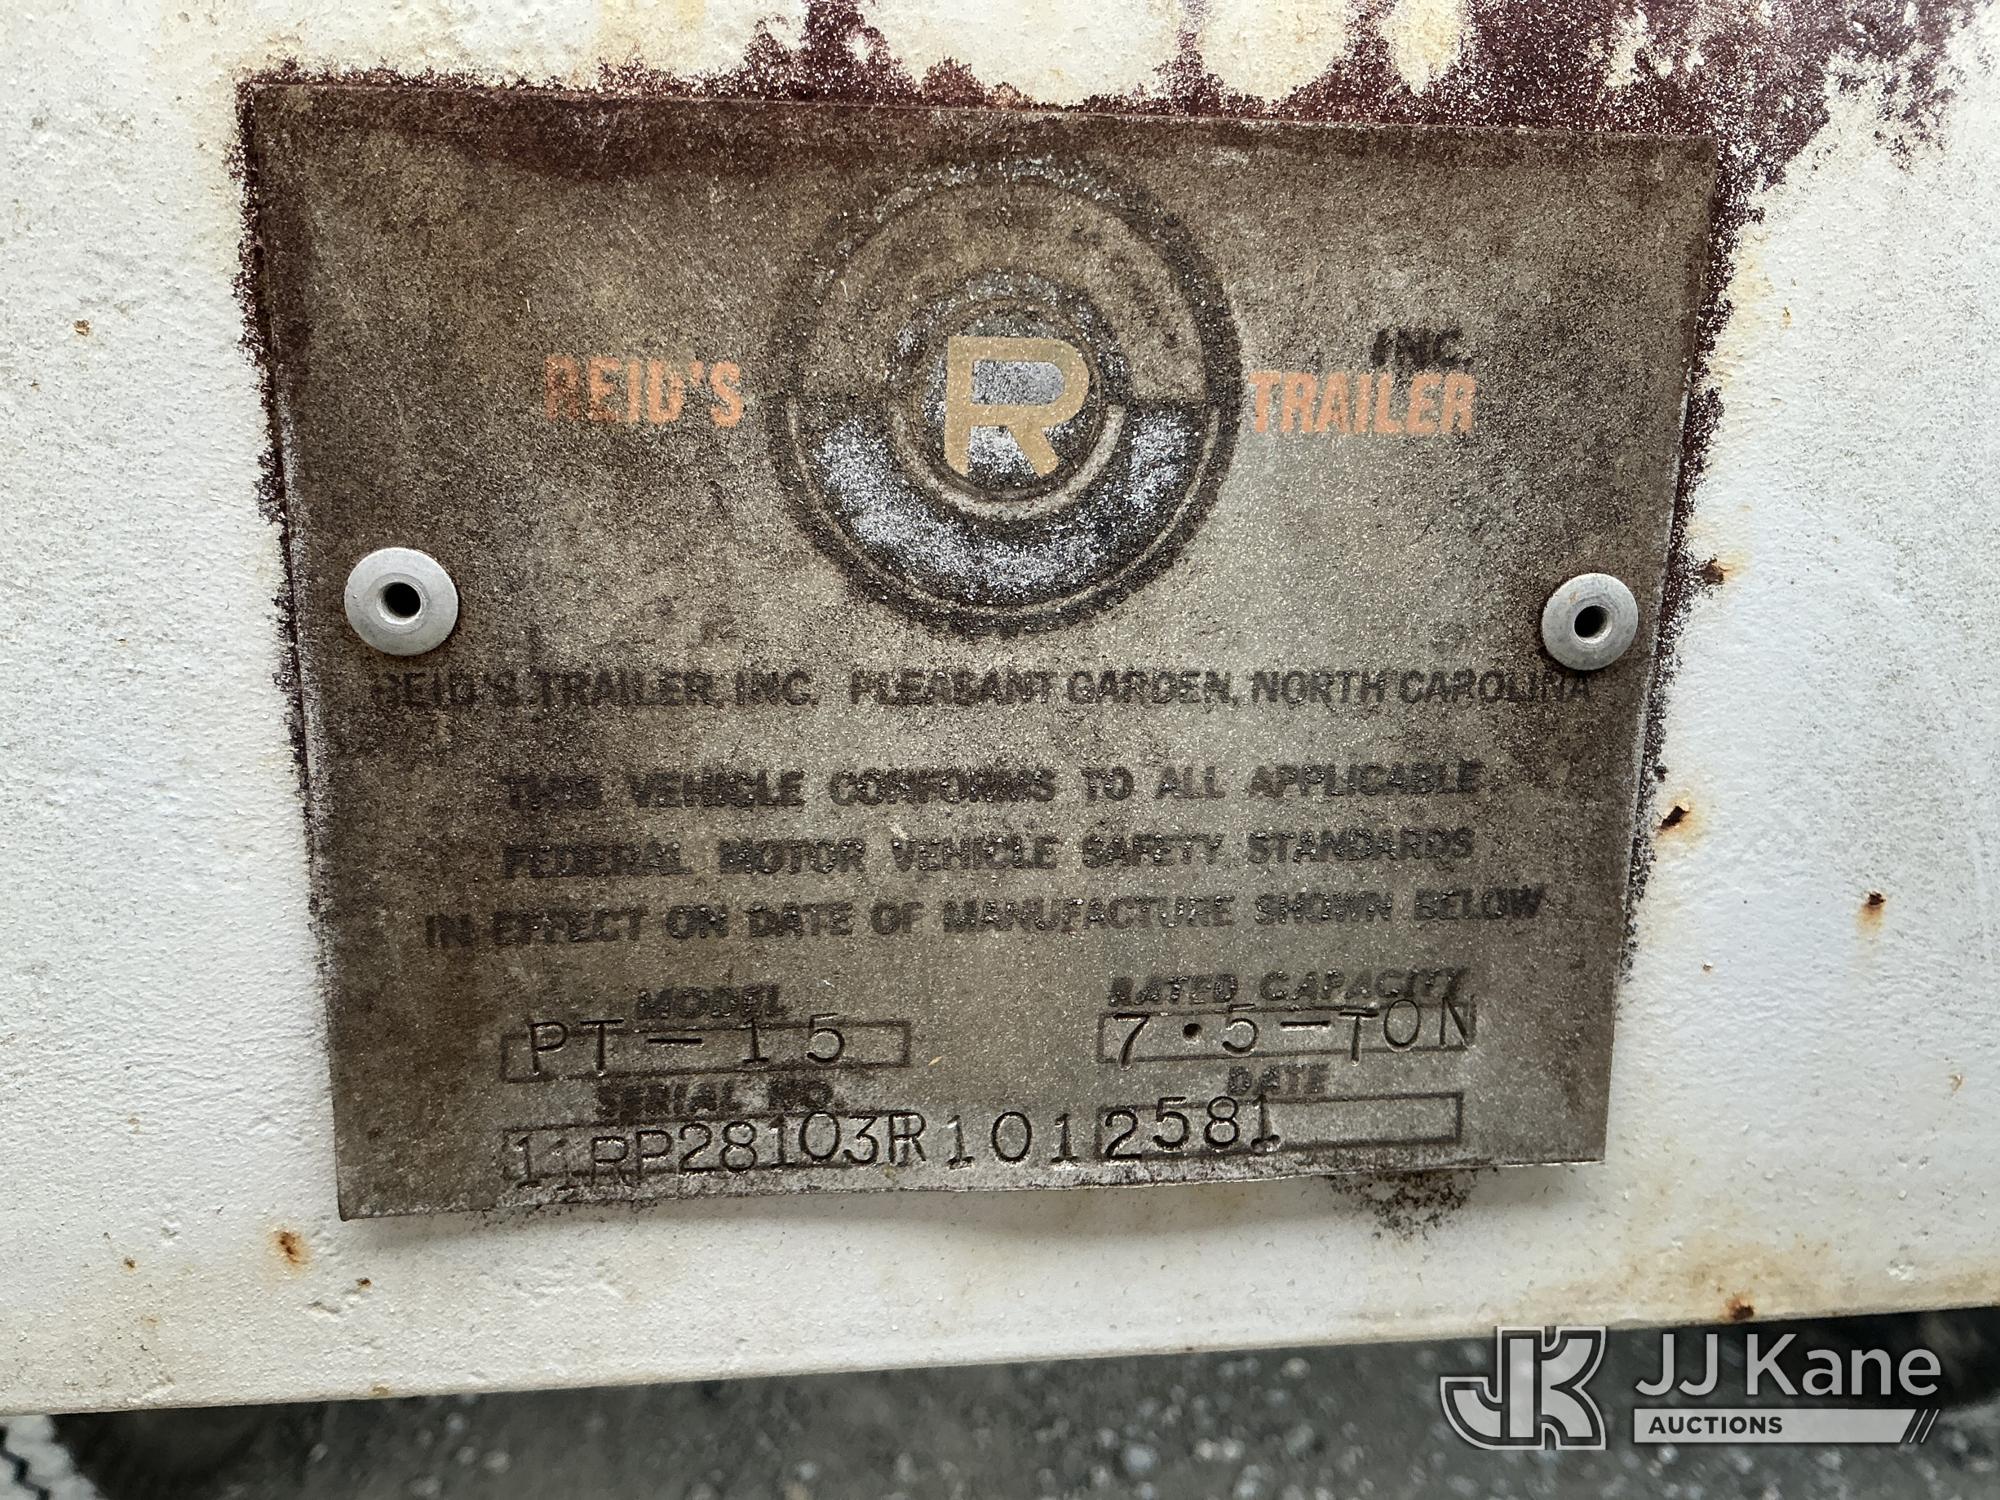 INC.
REID'S R TRAILER
REID'S TRAILER, INC. PLEASANT GARDEN, NORTH CAROLINA
THIS VEHICLE CONFORMS TO ALL APPLICABLE
FEDERAL MOTOR VEHICLE SAFETY STANDARDS
IN EFFECT ON DATE OF MANUFACTURE SHOWN BELOW
MODEL RATED CAPACITY
PT-15 7.5-TON
SERIAL NO. DATE
11RP28103R1012581
JK JJ Kane
AUCTIONS